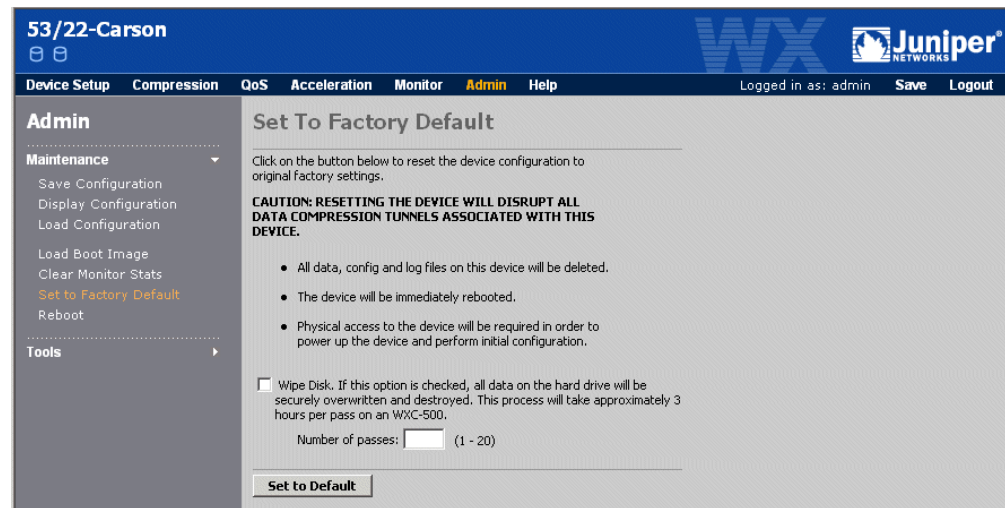 53/22-Carson
WX
Juniper®
NETWORKS
Device Setup Compression QoS Acceleration Monitor Admin Help Logged in as: admin Save Logout
Admin
Maintenance
Save Configuration
Display Configuration
Load Configuration
Load Boot Image
Clear Monitor Stats
Set to Factory Default
Reboot
Tools
Set To Factory Default
Click on the button below to reset the device configuration to
original factory settings.
CAUTION: RESETTING THE DEVICE WILL DISRUPT ALL
DATA COMPRESSION TUNNELS ASSOCIATED WITH THIS
DEVICE.
• All data, config and log files on this device will be deleted.
• The device will be immediately rebooted.
• Physical access to the device will be required in order to
power up the device and perform initial configuration.
Wipe Disk. If this option is checked, all data on the hard drive will be
securely overwritten and destroyed. This process will take approximately 3
hours per pass on an WXC-500.
Number of passes: (1 - 20)
Set to Default